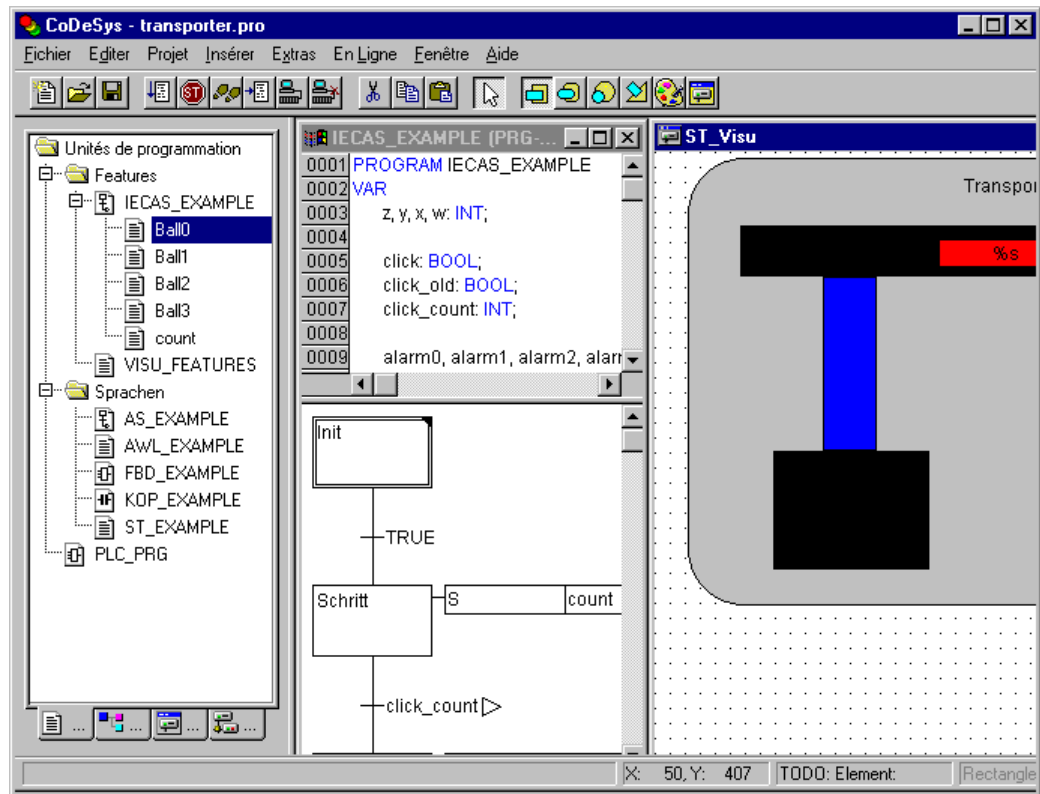 CoDeSys - transporter.pro
Fichier Editer Projet Insérer Extras En Ligne Fenêtre Aide
ST
Unités de programmation
Features
IECAS_EXAMPLE
Ball0
Ball1
Ball2
Ball3
count
VISU_FEATURES
Sprachen
AS_EXAMPLE
AWL_EXAMPLE
FBD_EXAMPLE
KOP_EXAMPLE
ST_EXAMPLE
PLC_PRG
... ... ... ...
IECAS_EXAMPLE (PRG-...
0001 PROGRAM IECAS_EXAMPLE
0002 VAR
0003 z, y, x, w: INT;
0004
0005 click: BOOL;
0006 click_old: BOOL;
0007 click_count: INT;
0008
0009 alarm0, alarm1, alarm2, alarr
Init
TRUE
Schritt S count
click_count
ST_Visu
Transpor
%s
X: 50, Y: 407 TODO: Element: Rectangle